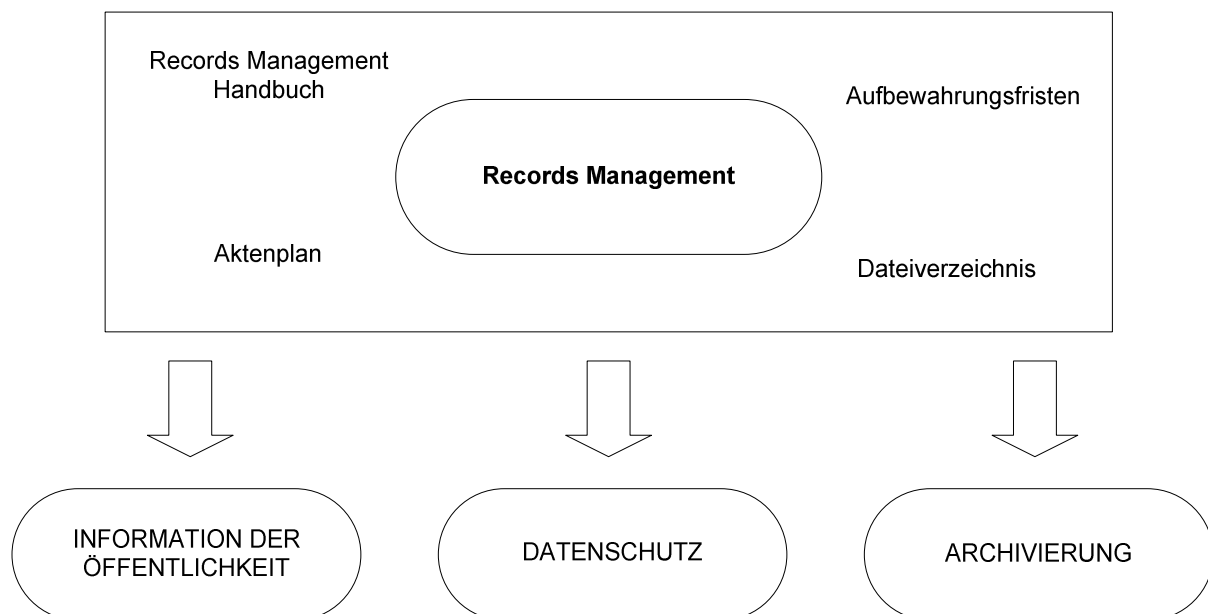 Records Management
Handbuch
Aufbewahrungsfristen
Records Management
Aktenplan
Dateiverzeichnis
INFORMATION DER
ÖFFENTLICHKEIT
DATENSCHUTZ
ARCHIVIERUNG